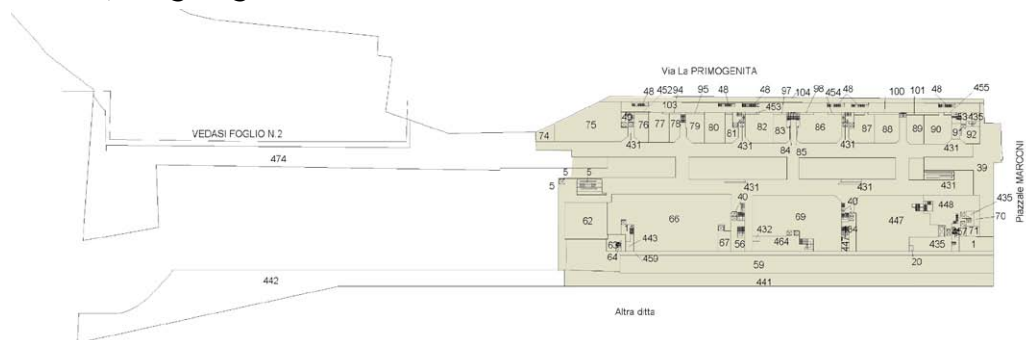 Via La PRIMOGENITA
48 45294 95 48 48 97 104 98 454 48 100 101 48 455
103 453
75 76 77 78 79 80 81 82 83 86 87 88 89 90 91 92
74
VEDASI FOGLIO N.2
431 431 84 85 431 431
474
39
5 5 431 431 431
5
Piazzale MARCONI
40 40 448 435
62 66 69 447 70
432 71
63 443 67 56 464 447 435 1
64 459 20
59
442 441
Altra ditta